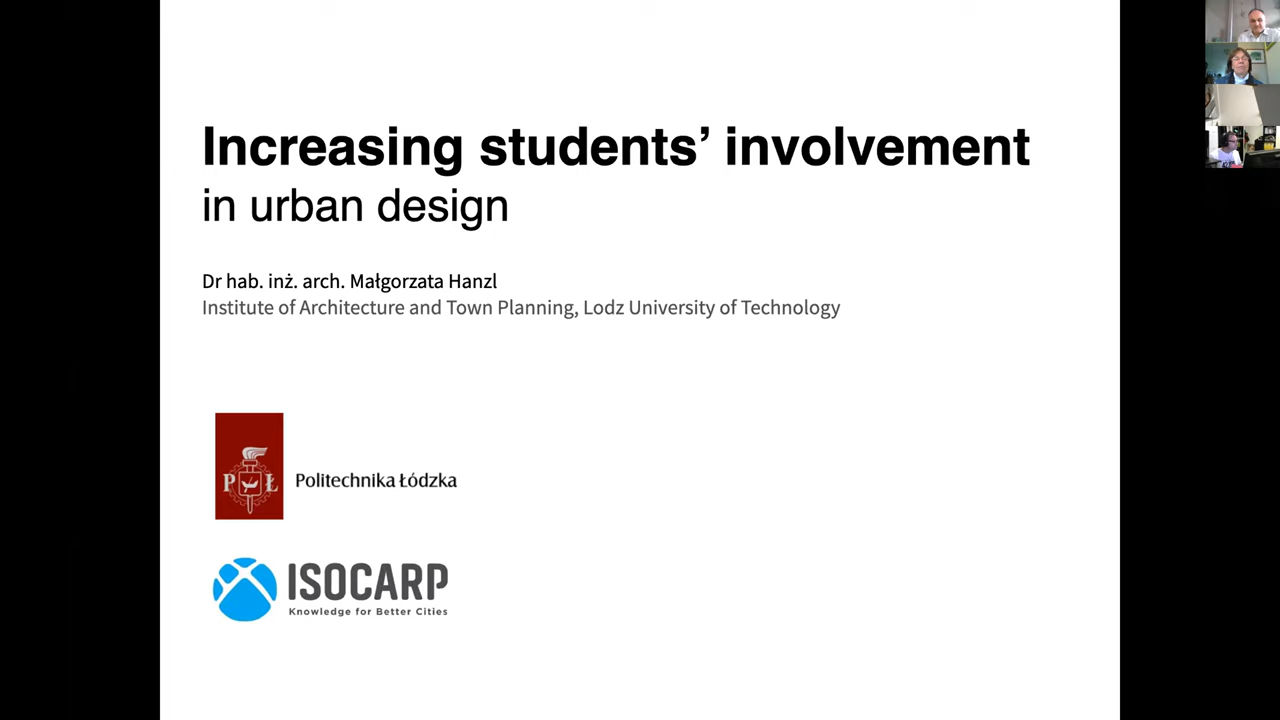 Increasing students’ involvement
in urban design
Dr hab. inż. arch. Małgorzata Hanzl
Institute of Architecture and Town Planning, Lodz University of Technology
P Ł
Politechnika Łódzka
ISOCARP
Knowledge for Better Cities